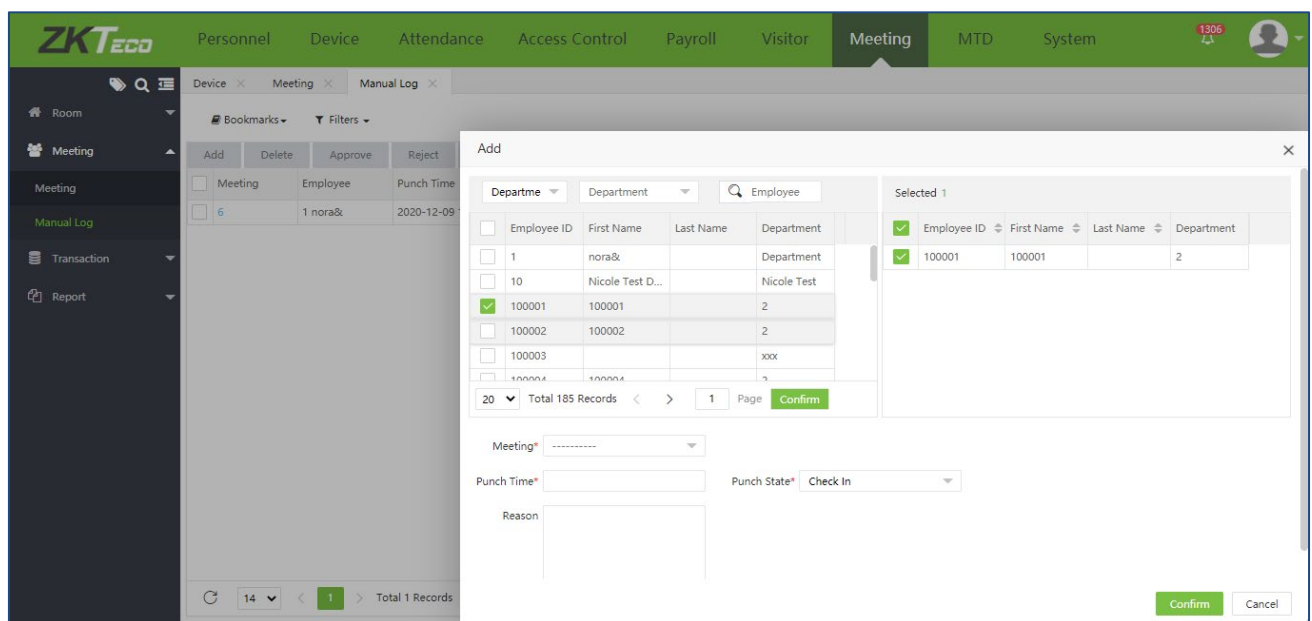 ZKTeco Personnel Device Attendance Access Control Payroll Visitor Meeting MTD System 1306
Device Meeting Manual Log
Room
Bookmarks Filters
Meeting
Add Delete Approve Reject
Meeting Employee Punch Time
6 1 nora& 2020-12-09
Meeting
Manual Log
Transaction
Report
14 1 Total 1 Records
Add
Departme Department Employee
Employee ID First Name Last Name Department
1 nora& Department
10 Nicole Test D... Nicole Test
100001 100001 2
100002 100002 2
100003 xxx
100004 100004 2
20 Total 185 Records 1 Page Confirm
Selected 1
Employee ID First Name Last Name Department
100001 100001 2
Meeting* ----------
Punch Time* Punch State* Check In
Reason
Confirm Cancel